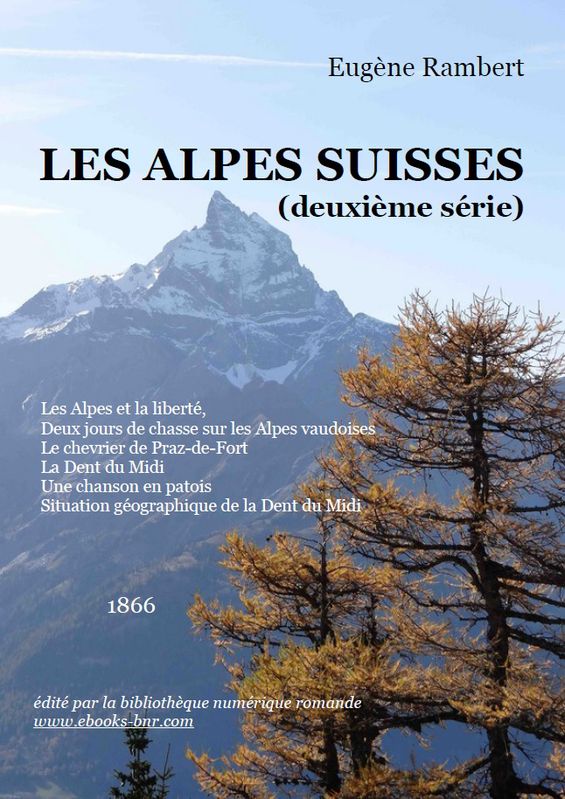 Eugène Rambert
LES ALPES SUISSES
(deuxième série)
Les Alpes et la liberté,
Deux jours de chasse sur les Alpes vaudoises
Le chevrier de Praz-de-Fort
La Dent du Midi
Une chanson en patois
Situation géographique de la Dent du Midi
1866
édité par la bibliothèque numérique romande
www.ebooks-bnr.com